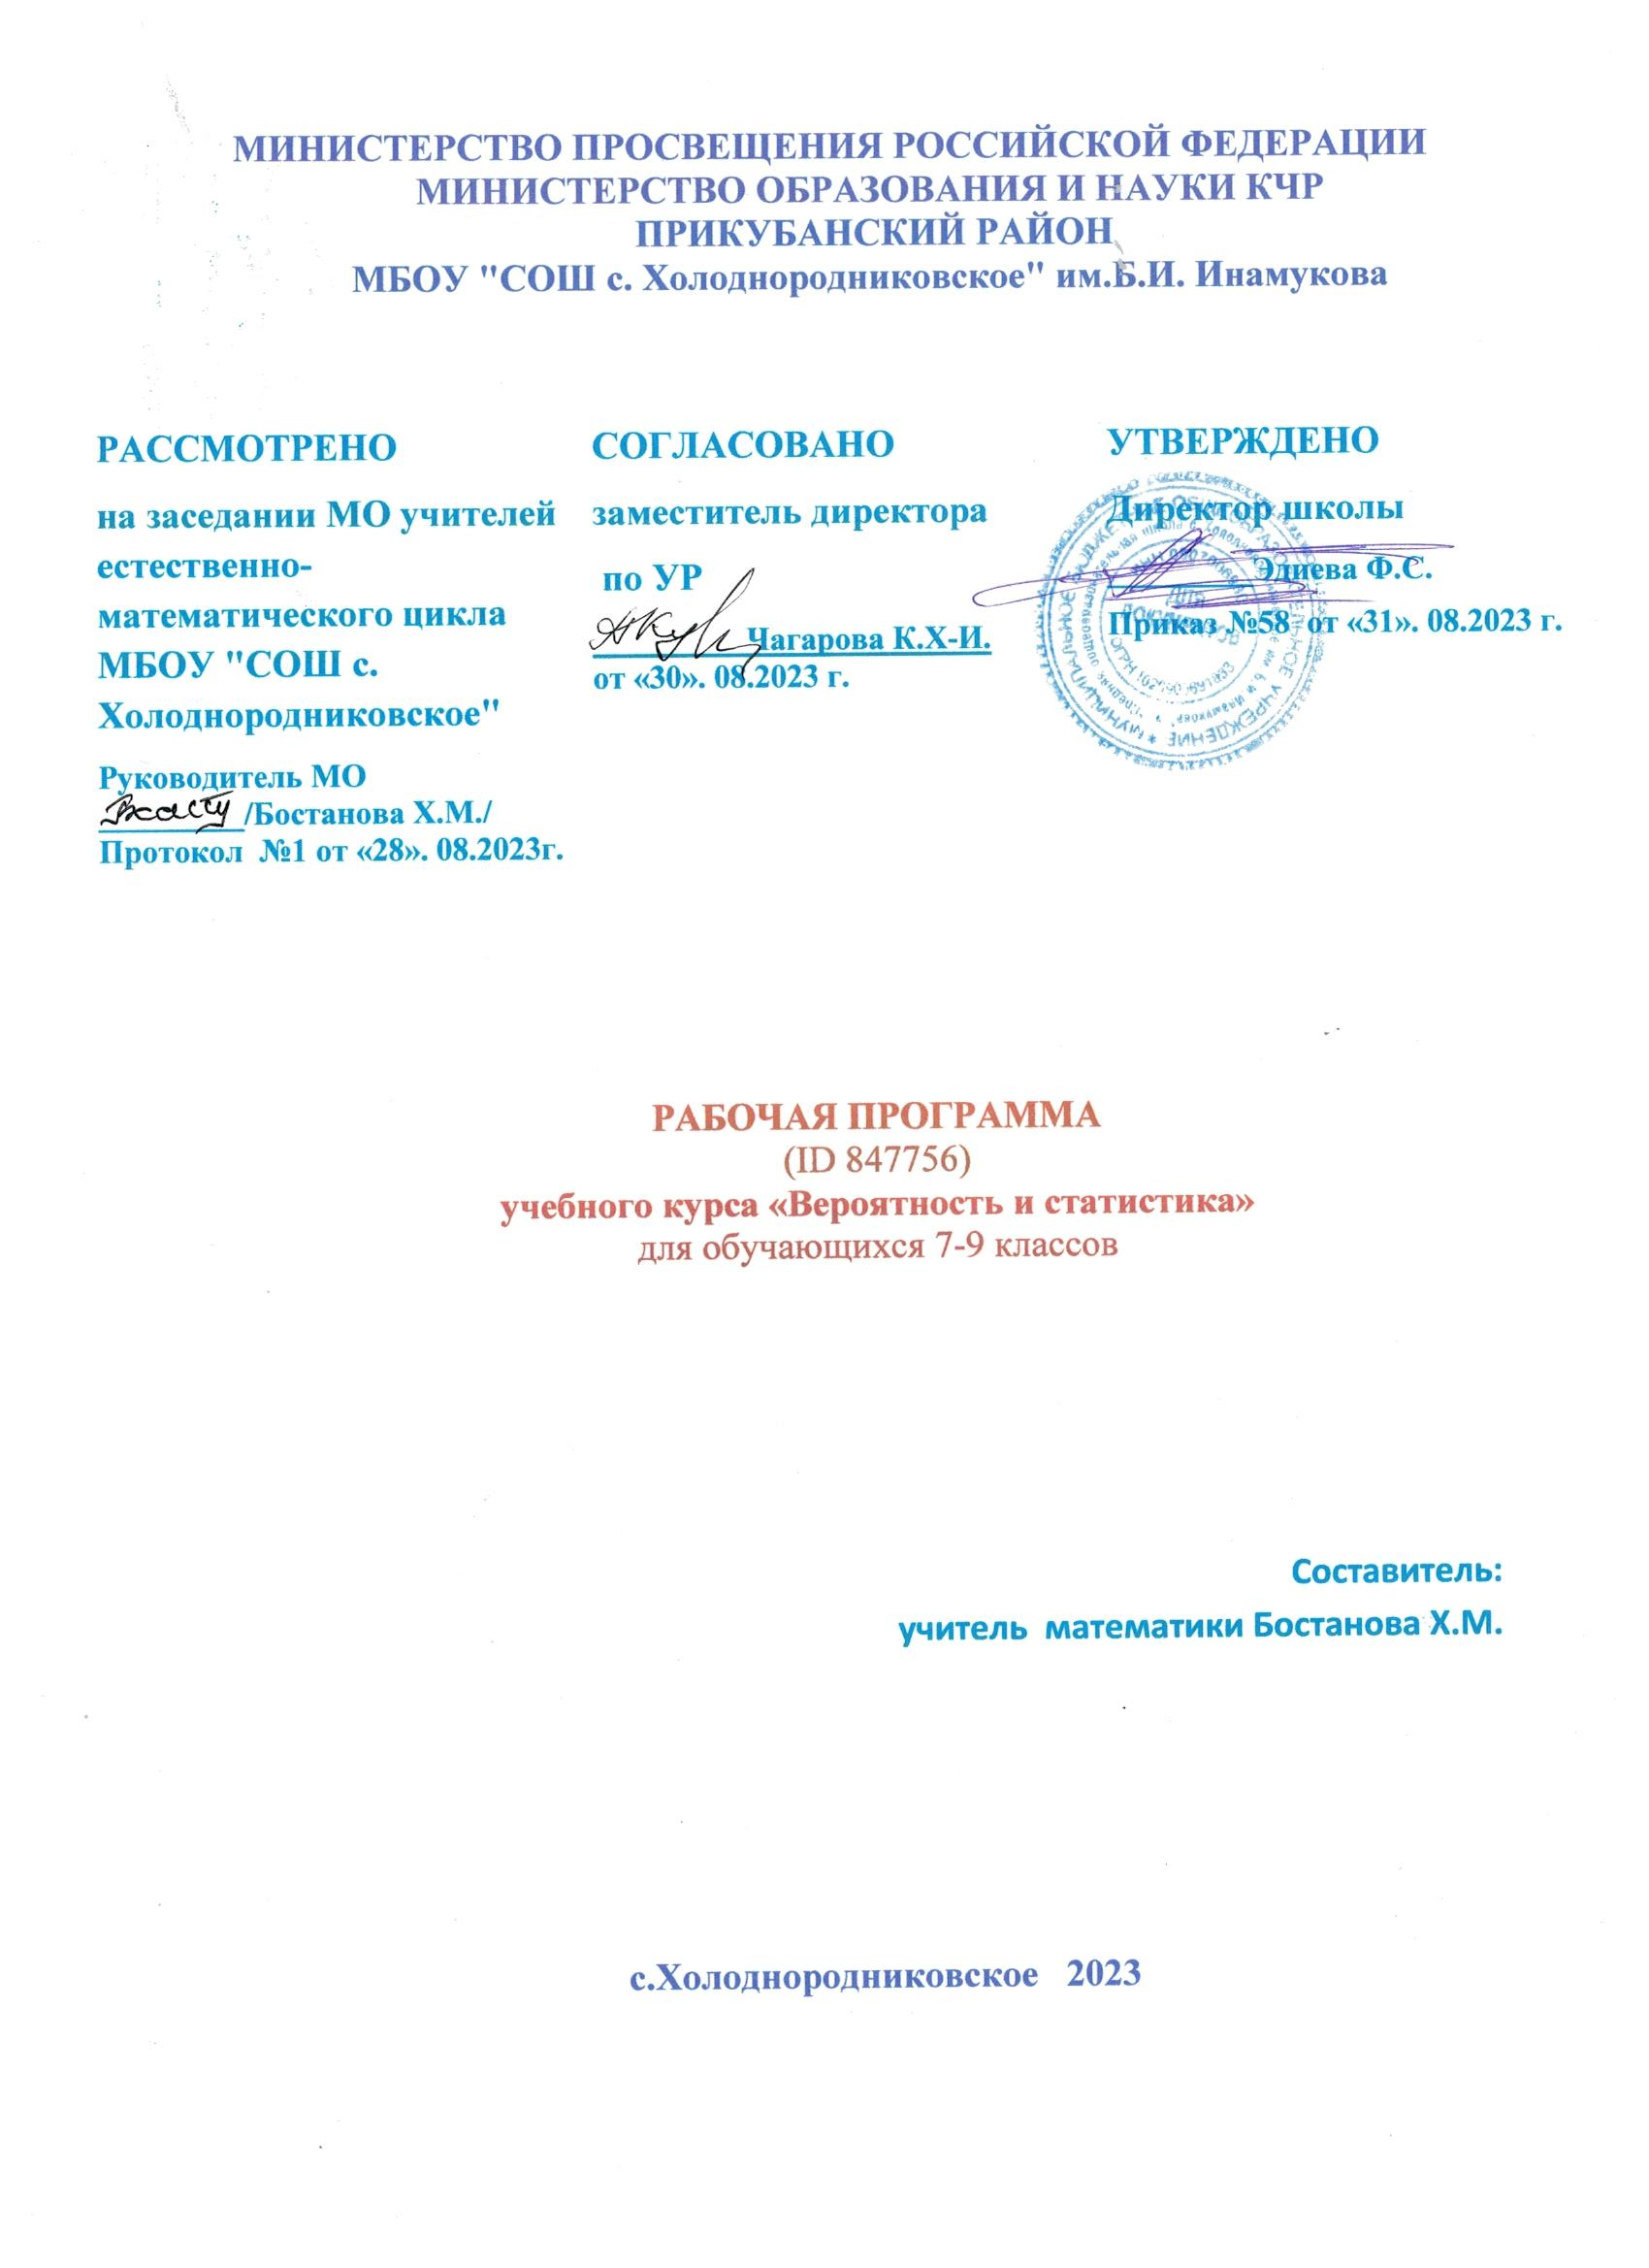 МИНИСТЕРСТВО ПРОСВЕЩЕНИЯ РОССИЙСКОЙ ФЕДЕРАЦИИ
МИНИСТЕРСТВО ОБРАЗОВАНИЯ И НАУКИ КЧР
ПРИКУБАНСКИЙ РАЙОН
МБОУ "СОШ с. Холоднородниковское" им.Б.И. Инамукова
РАССМОТРЕНО
на заседании МО учителей
естественно-
математического цикла
МБОУ "СОШ с.
Холоднородниковское"
Руководитель МО
/Бостанова Х.М./
Протокол №1 от «28». 08.2023г.
СОГЛАСОВАНО
заместитель директора
по УР
Чагарова К.Х-И.
от «30». 08.2023 г.
УТВЕРЖДЕНО
Директор школы
Эдиева Ф.С.
Приказ №58 от «31». 08.2023 г.
РАБОЧАЯ ПРОГРАММА
(ID 847756)
учебного курса «Вероятность и статистика»
для обучающихся 7-9 классов
Составитель:
учитель математики Бостанова Х.М.
с.Холоднородниковское 2023